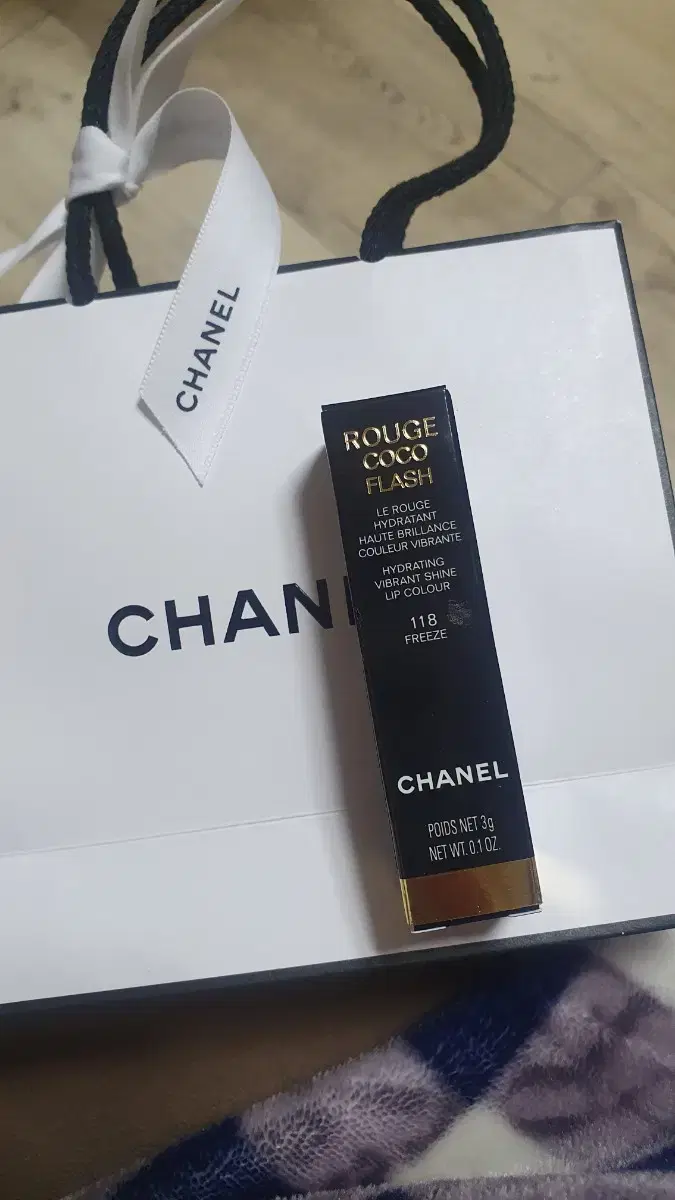 CHANEL
ROUGE
COCO
FLASH
LE ROUGE
HYDRATANT
HAUTE BRILLANCE
COULEUR VIBRANTE
HYDRATING
VIBRANT SHINE
LIP COLOUR
118
FREEZE
CHAN
CHANEL
POIDS NET 3g
NET WT. 0.1 OZ.